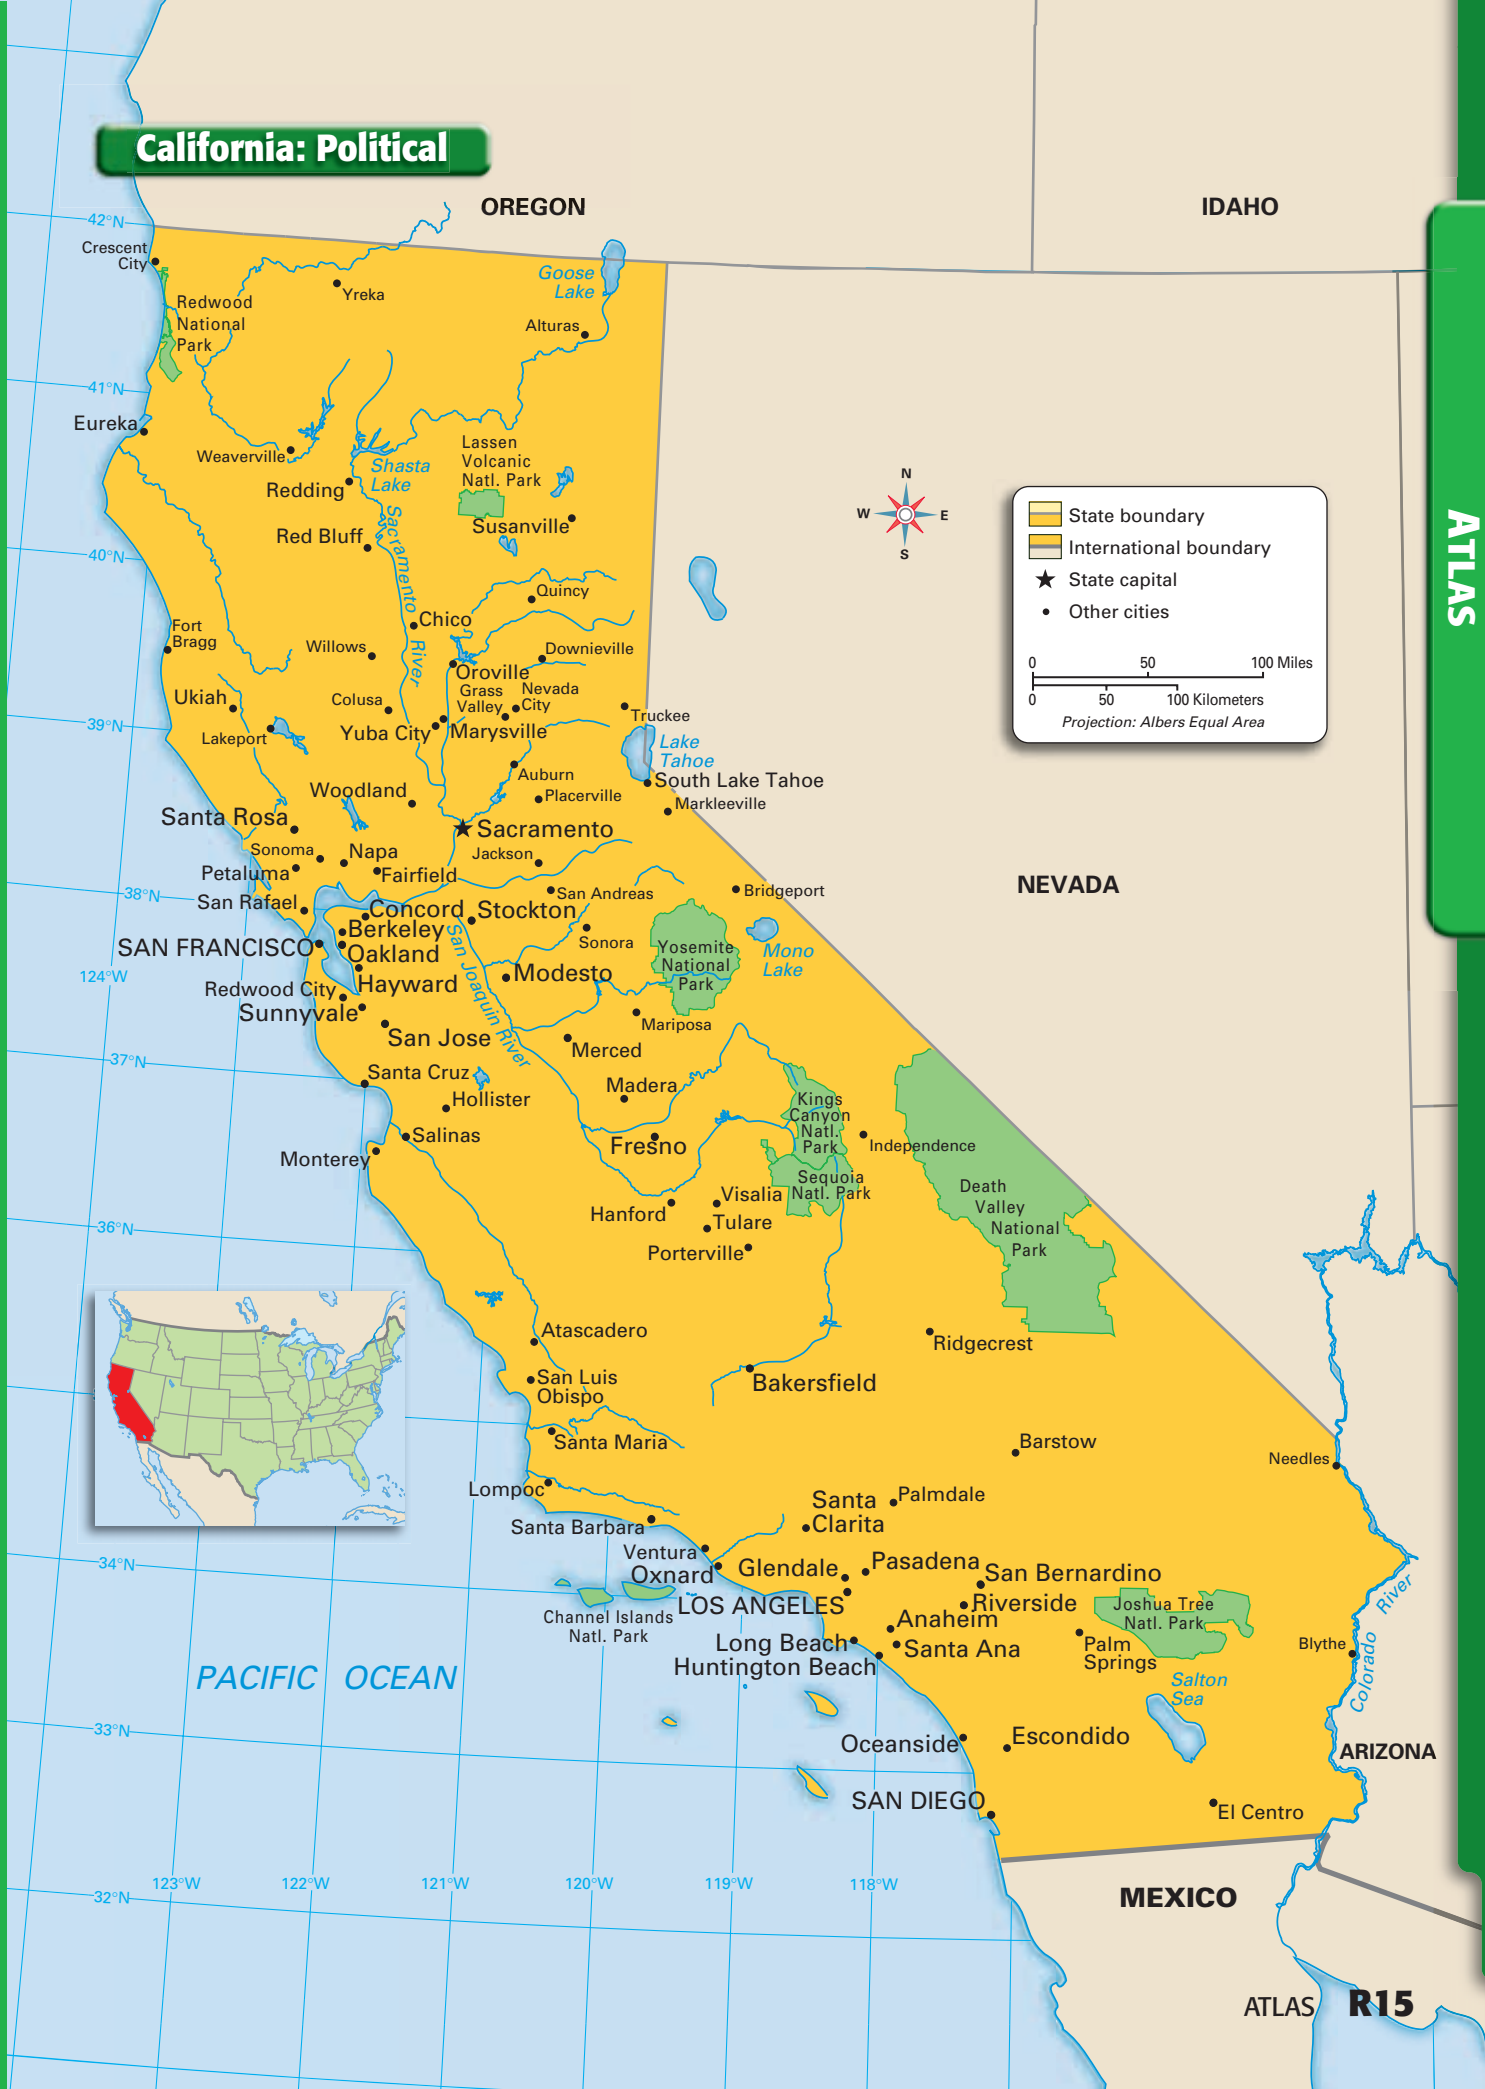 California: Political
OREGON
IDAHO
42°N
Crescent
City
Goose
Lake
Yreka
Redwood
National
Park
Alturas
41°N
Eureka
Weaverville
Lassen
Volcanic
Natl. Park
Shasta
Lake
Redding
Susanville
Sacramento River
Red Bluff
40°N
Quincy
Fort
Bragg
Chico
Willows
Downieville
Oroville
Ukiah
Colusa
Grass
Valley
Nevada
City
39°N
Lakeport
Yuba City
Marysville
Truckee
Lake
Tahoe
Auburn
South Lake Tahoe
Woodland
Placerville
Markleeville
Santa Rosa
Sacramento
Sonoma
Napa
Jackson
Petaluma
Fairfield
38°N
San Rafael
San Andreas
Bridgeport
Concord
Stockton
Berkeley
SAN FRANCISCO
Oakland
Sonora
Yosemite
National
Park
Mono
Lake
124°W
Hayward
Modesto
Redwood City
Sunnyvale
San Joaquin River
San Jose
Mariposa
Merced
37°N
Santa Cruz
Hollister
Madera
Kings
Canyon
Natl.
Park
Salinas
Fresno
Independence
Monterey
Sequoia
Natl. Park
Death
Valley
National
Park
Visalia
Hanford
Tulare
36°N
Porterville
Atascadero
Ridgecrest
San Luis
Obispo
Bakersfield
Santa Maria
Barstow
Needles
Lompoc
Santa
Clarita
Palmdale
Santa Barbara
Ventura
34°N
Oxnard
Glendale
Pasadena
San Bernardino
Channel Islands
Natl. Park
LOS ANGELES
Riverside
Joshua Tree
Natl. Park
Anaheim
Long Beach
Santa Ana
Palm
Springs
Blythe
Colorado River
Huntington Beach
PACIFIC OCEAN
Salton
Sea
33°N
Oceanside
Escondido
ARIZONA
SAN DIEGO
El Centro
123°W
122°W
121°W
120°W
119°W
118°W
32°N
MEXICO
NEVADA
N
W
E
S
State boundary
International boundary
State capital
Other cities
0 50 100 Miles
0 50 100 Kilometers
Projection: Albers Equal Area
ATLAS
ATLAS R15